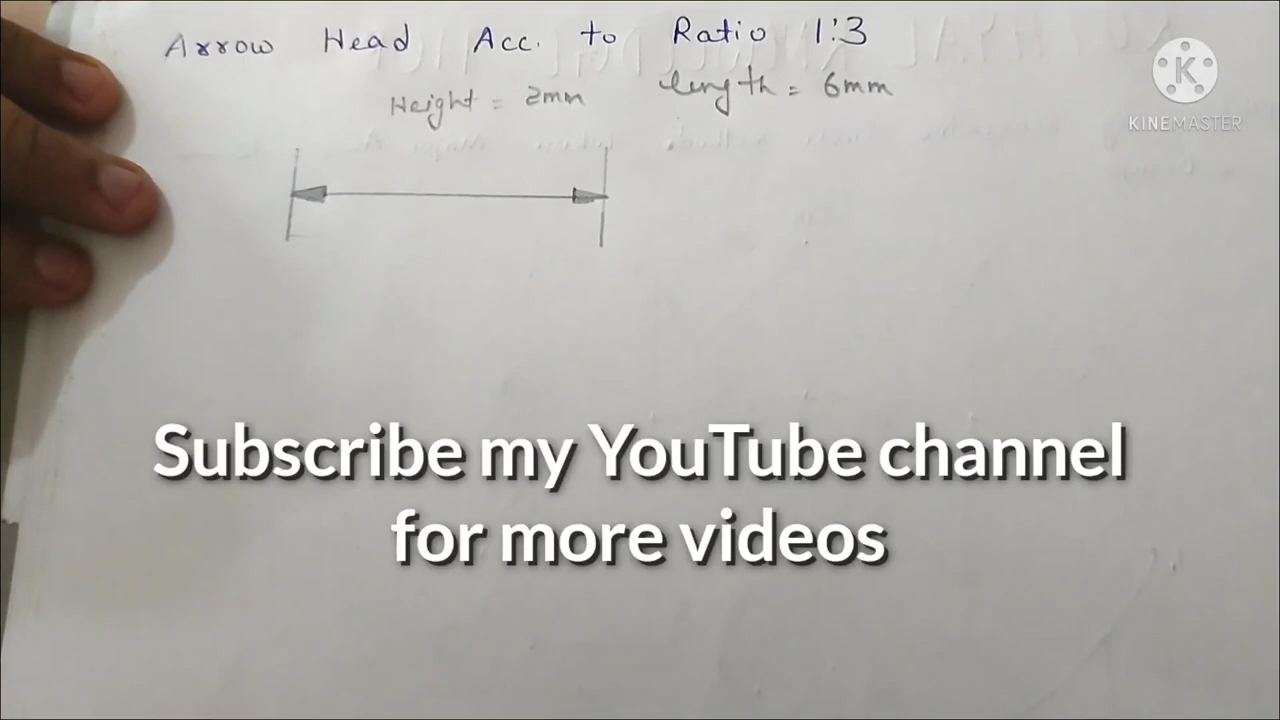 Arrow Head Acc. to Ratio 1:3
Height = 2mm length = 6mm
KINEMASTER
Subscribe my YouTube channel
for more videos